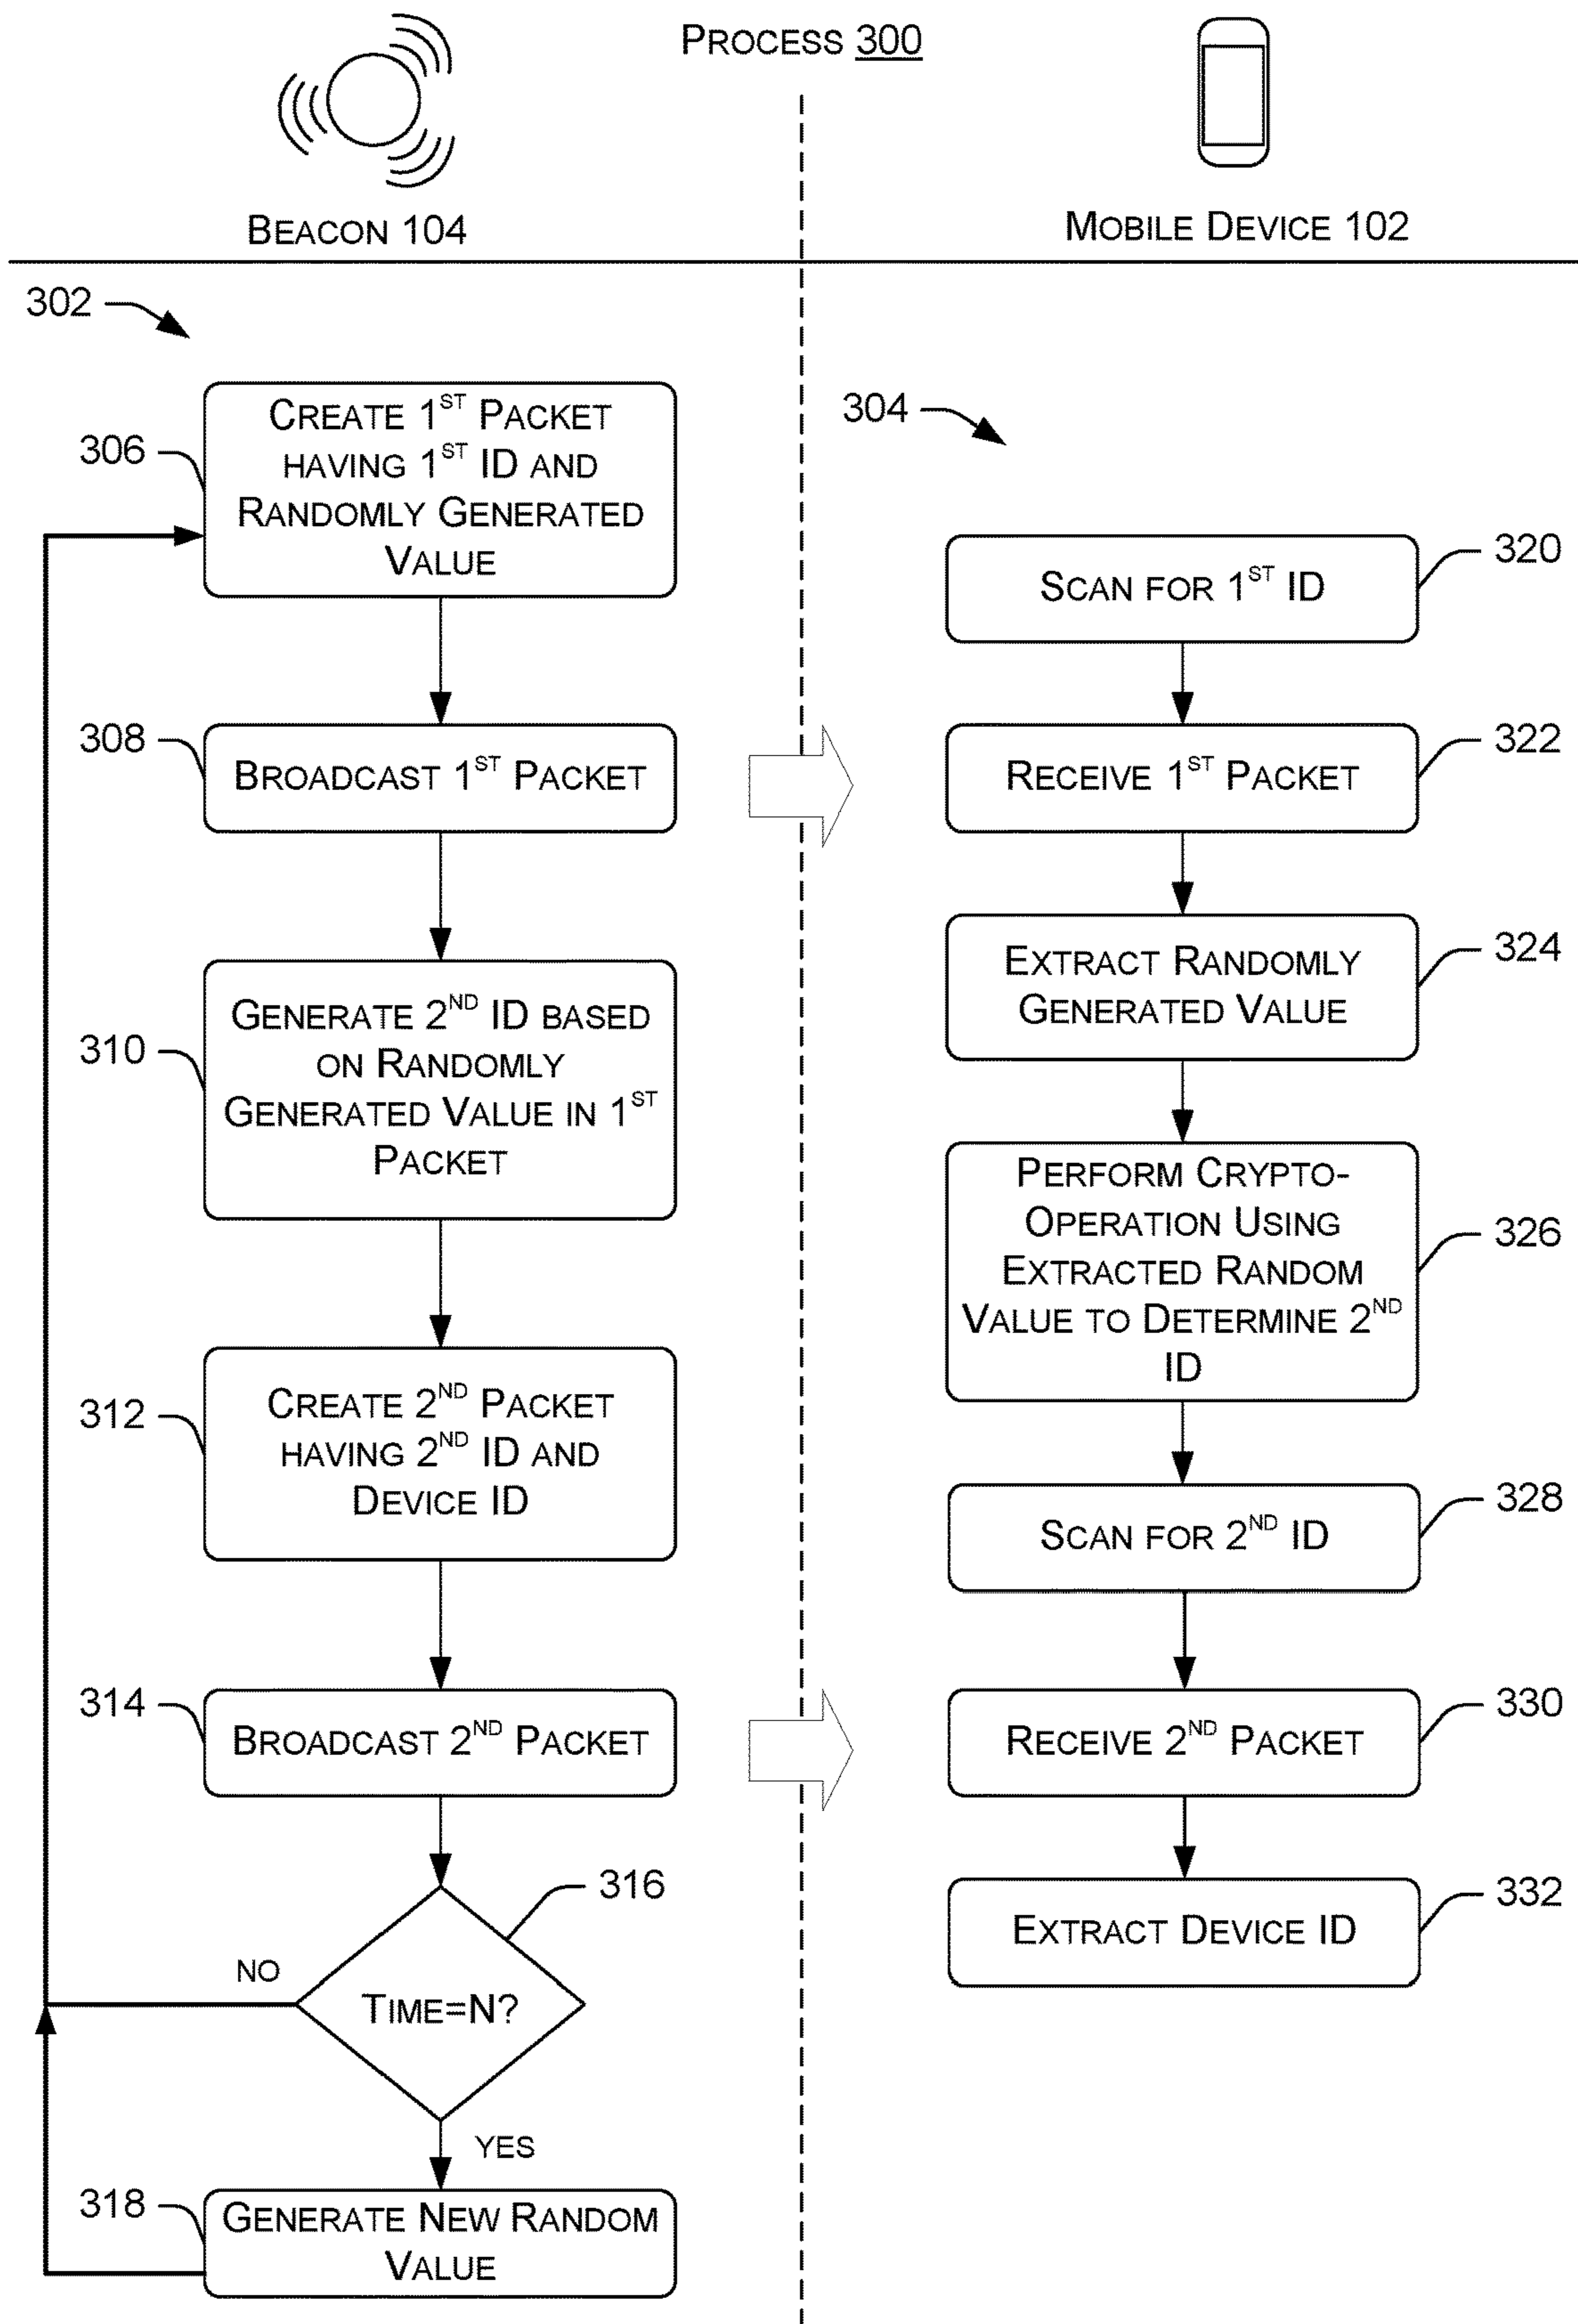 PROCESS 300
BEACON 104
MOBILE DEVICE 102
302
306
CREATE 1ST PACKET
HAVING 1ST ID AND
RANDOMLY GENERATED
VALUE
308
BROADCAST 1ST PACKET
310
GENERATE 2ND ID BASED
ON RANDOMLY
GENERATED VALUE IN 1ST
PACKET
312
CREATE 2ND PACKET
HAVING 2ND ID AND
DEVICE ID
314
BROADCAST 2ND PACKET
316
TIME=N?
NO
YES
318
GENERATE NEW RANDOM
VALUE
304
320
SCAN FOR 1ST ID
322
RECEIVE 1ST PACKET
324
EXTRACT RANDOMLY
GENERATED VALUE
326
PERFORM CRYPTO-
OPERATION USING
EXTRACTED RANDOM
VALUE TO DETERMINE 2ND
ID
328
SCAN FOR 2ND ID
330
RECEIVE 2ND PACKET
332
EXTRACT DEVICE ID